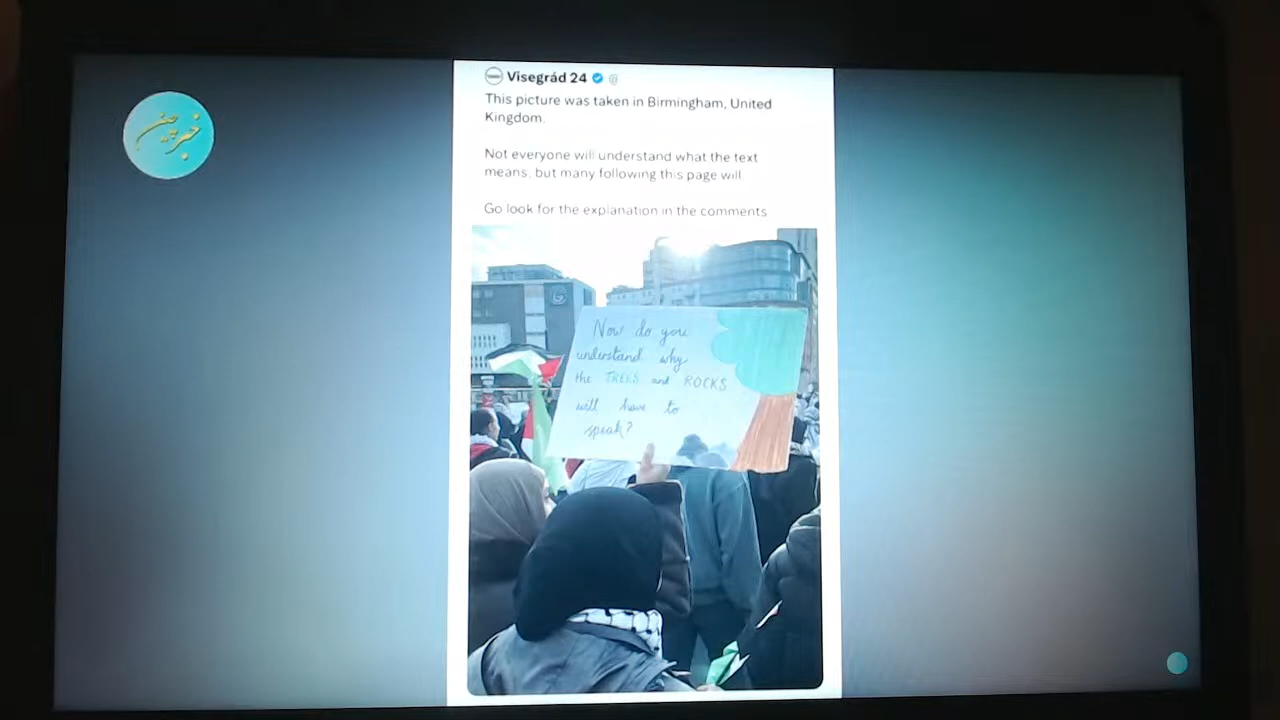 خبرچین
Visegrád 24
This picture was taken in Birmingham, United
Kingdom.
Not everyone will understand what the text
means, but many following this page will
Go look for the explanation in the comments
Now do you
understand why
the TREES and ROCKS
will have to
speak?